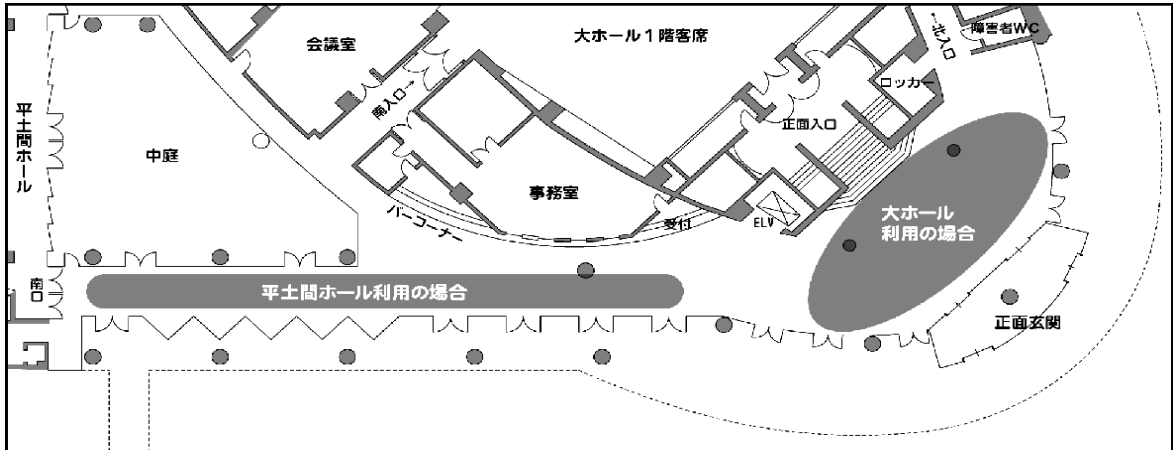 会議室
大ホール1階客席
←北入口
障害者WC
ロッカー
南入口→
正面入口
平土間ホール
中庭
事務室
バーコーナー
受付
ELV
大ホール
利用の場合
南口
平土間ホール利用の場合
正面玄関